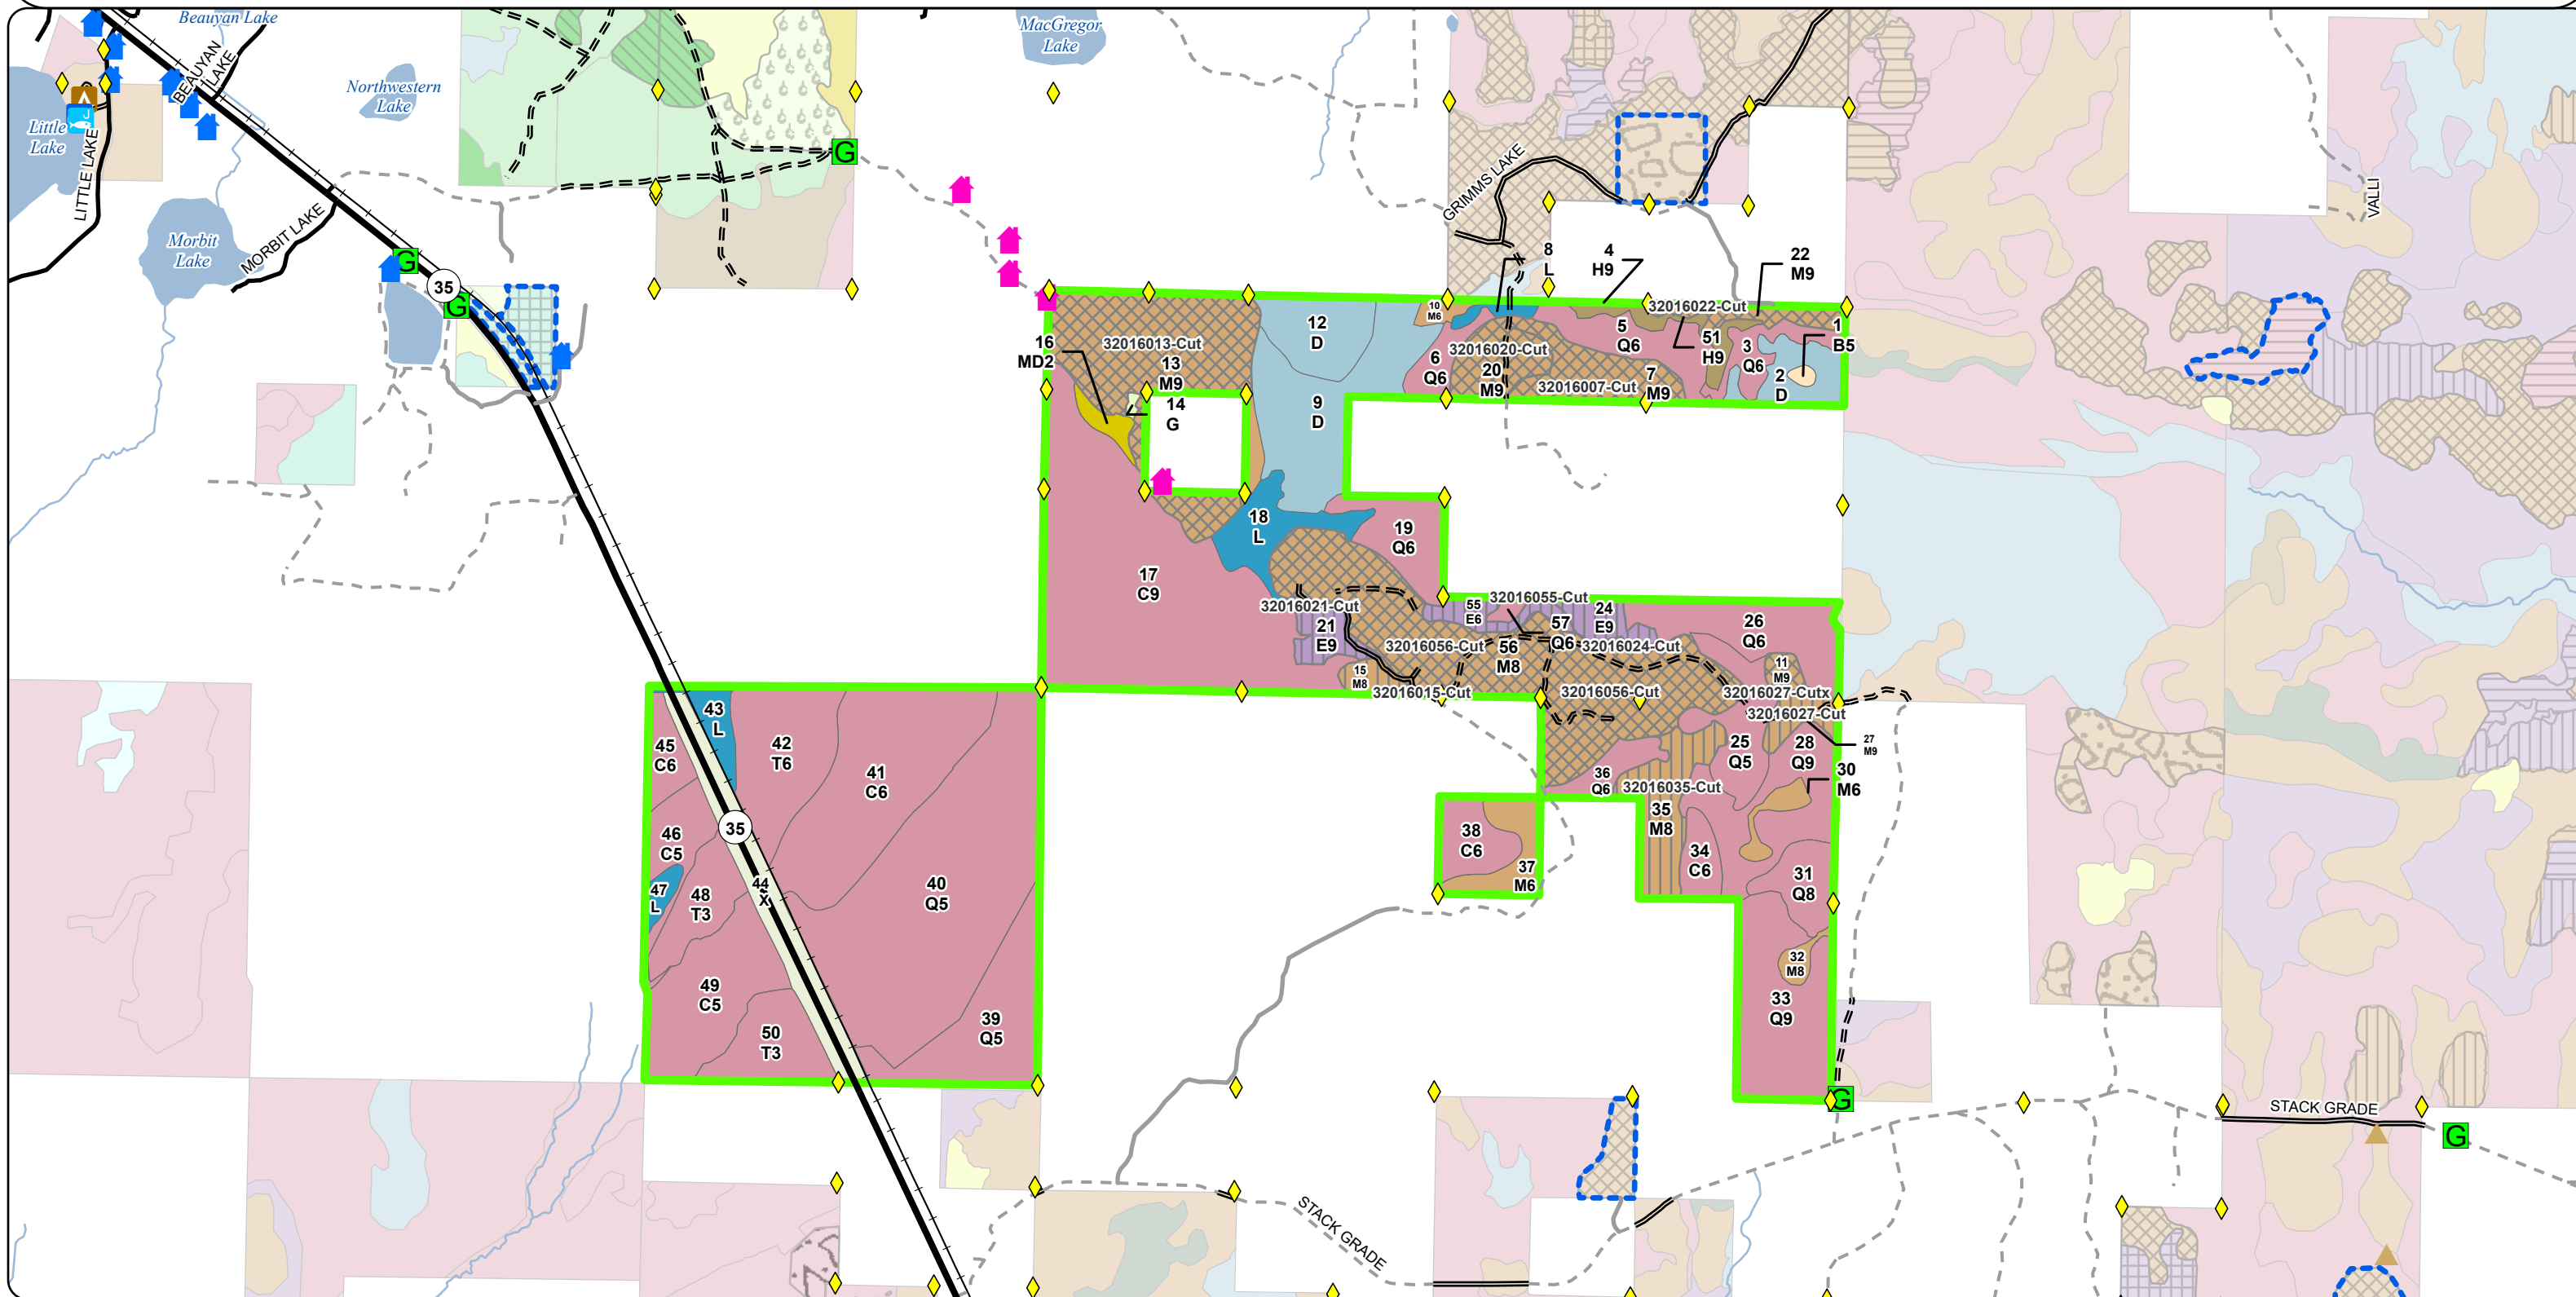 Beauyan Lake
MacGregor
Lake
BEAUYAN
LAKE
Northwestern
Lake
Little
Lake
LITTLE LAKE
G
GRIMMS LAKE
VALLI
Morbit
Lake
MORBIT LAKE
G
35
G
8
L
4
H9
22
M9
10
M6
32016022-Cut
12
D
5
Q6
51
H9
1
B5
16
MD2
32016013-Cut
13
M9
6
Q6
32016020-Cut
20
M9
32016007-Cut
7
M9
3
Q6
2
D
14
G
9
D
18
L
19
Q6
17
C9
32016021-Cut
21
E9
55
E6
32016055-Cut
24
E9
57
Q6
26
Q6
32016056-Cut
56
M8
32016024-Cut
15
M8
32016015-Cut
32016056-Cut
11
M9
32016027-Cutx
32016027-Cut
43
L
45
C6
42
T6
41
C6
25
Q5
28
Q9
27
M9
36
Q6
32016035-Cut
30
M6
35
46
C5
35
M8
38
C6
37
M6
34
C6
31
Q8
47
L
48
T3
44
X
40
Q5
32
M8
49
C5
33
Q9
50
T3
39
Q5
G
STACK GRADE
G
STACK GRADE